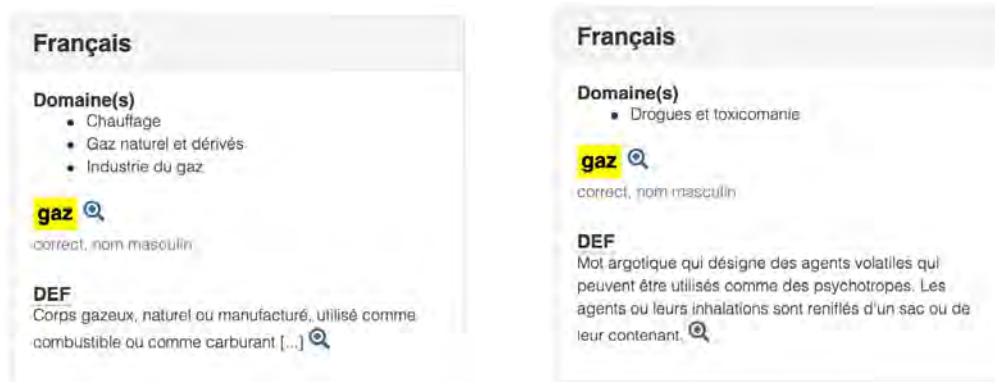 Français
Domaine(s)
• Chauffage
• Gaz naturel et dérivés
• Industrie du gaz
gaz
correct, nom masculin
DEF
Corps gazeux, naturel ou manufacturé, utilisé comme
combustible ou comme carburant [...]
Français
Domaine(s)
• Drogues et toxicomanie
gaz
correct, nom masculin
DEF
Mot argotique qui désigne des agents volatiles qui
peuvent être utilisés comme des psychotropes. Les
agents ou leurs inhalations sont reniflés d'un sac ou de
leur contenant.